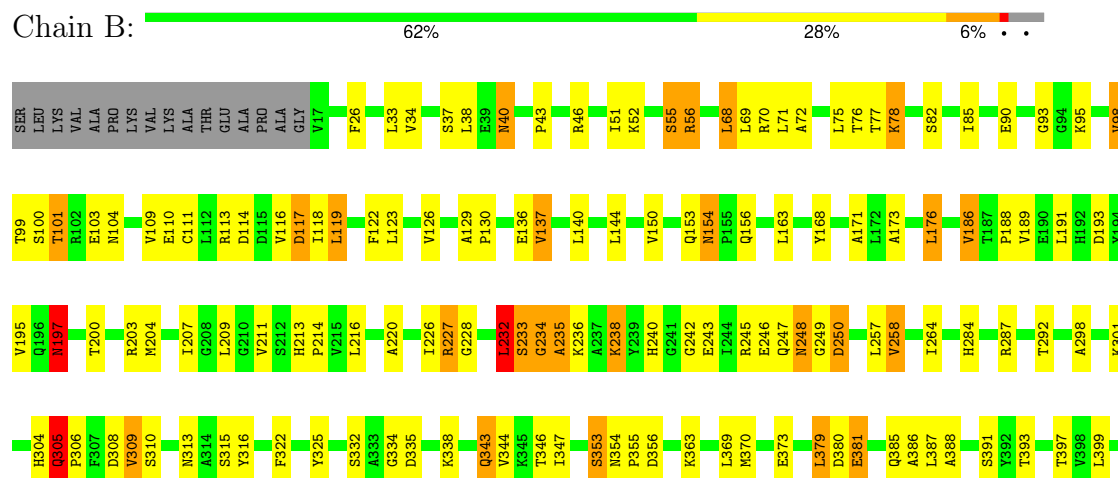 Chain B:
62% 28% 6% • •
SER LEU LYS VAL ALA PRO LYS VAL LYS ALA THR GLU ALA PRO ALA GLY V17 F26 L33 V34 S37 L38 E39 N40 P43 R46 I51 K52 S55 R56 L68 L69 R70 L71 A72 L75 T76 T77 K78 S82 I85 E90 G93 G94 K95 V98
T99 S100 T101 R102 E103 N104 V109 E110 C111 L112 R113 D114 D115 V116 D117 I118 L119 F122 L123 V126 A129 P130 E136 V137 L140 L144 V150 Q153 N154 P155 Q156 L163 Y168 A171 L172 A173 L176 V186 T187 P188 V189 E190 L191 H192 D193 Y194
V195 Q196 N197 T200 R203 M204 I207 G208 L209 G210 V211 S212 H213 P214 V215 L216 A220 I226 R227 G228 L232 S233 G234 A235 K236 A237 K238 Y239 H240 G241 G242 E243 I244 R245 E246 Q247 N248 G249 D250 L257 V258 I264 H284 R287 T292 A298 K301
H304 Q305 P306 F307 D308 V309 S310 N313 A314 S315 Y316 F322 Y325 S332 A333 G334 D335 K338 Q343 V344 K345 T346 I347 S353 N354 P355 D356 K363 L369 M370 E373 L379 D380 E381 Q385 A386 L387 A388 S391 Y392 T393 T397 V398 L399